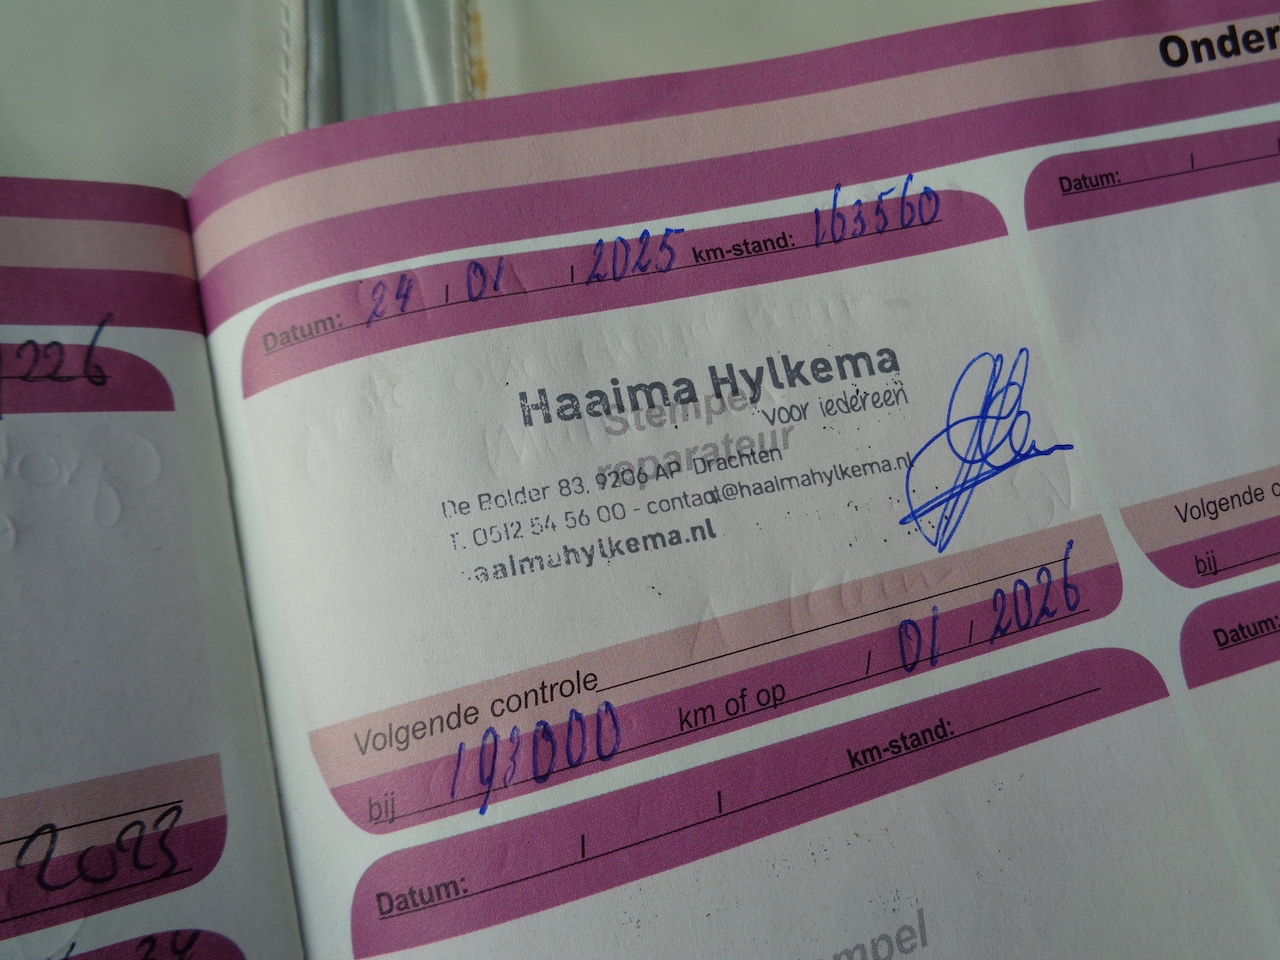 Onder
226
2023
24
Datum: 24 / 01 / 2025 km-stand: 163560
Haaima Hylkema
voor iedereen
Stempel
reparateur
De Bolder 83, 9206 AP Drachten
T. 0512 54 56 00 - contact@haaimahylkema.nl
aaimahylkema.nl
Volgende controle
bij 193000 km of op / 01 / 2026
Datum: / / km-stand:
mpel
Datum: / /
Volgende c
bij
Datum: